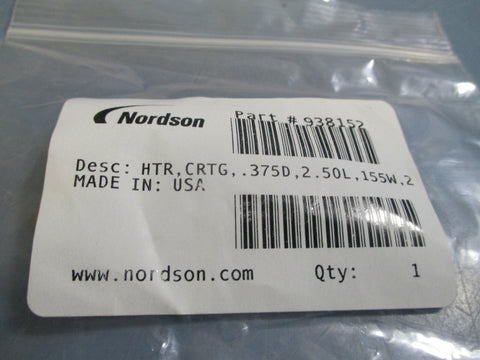 Nordson
Part # 938152
Desc: HTR,CRTG,.375D,2.50L,155W,2
MADE IN: USA
www.nordson.com Qty: 1